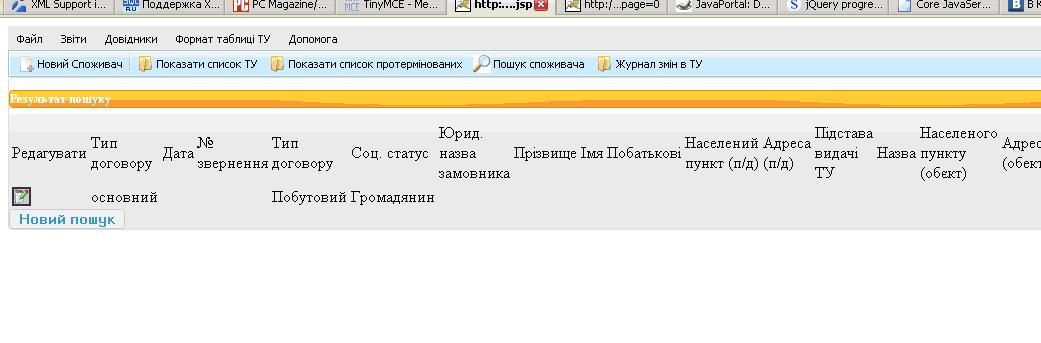 XML Support i... Поддержка X... PC Magazine/... TinyMCE - Me... http:....jsp http:/...page=0 JavaPortal: D... jQuery progre... Core JavaSer...
Файл Звіти Довідники Формат таблиці ТУ Допомога
Новий Споживач Показати список ТУ Показати список протермінованих Пошук споживача Журнал змін в ТУ
Результат пошуку
Редагувати Тип договору Дата № звернення Тип договору Соц. статус Юрид. назва замовника Прізвище Імя Побатькові Населений пункт (п/д) Адреса (п/д) Підстава видачі ТУ Назва Населеного пункту (обєкт)
основний Побутовий Громадянин
Новий пошук